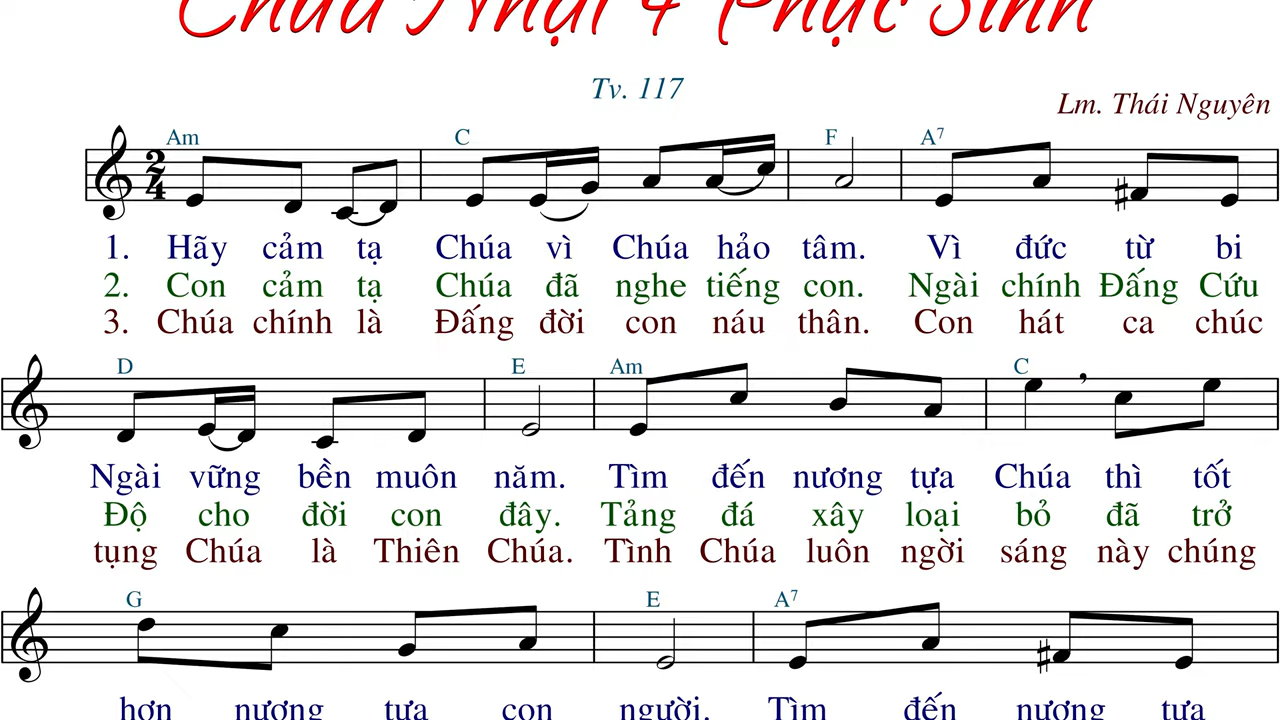 Chúa Nhật 4 Phục Sinh
Tv. 117
Lm. Thái Nguyên
Am C F A7
2
4
1. Hãy cảm tạ Chúa vì Chúa hảo tâm. Vì đức từ bi
2. Con cảm tạ Chúa đã nghe tiếng con. Ngài chính Đấng Cứu
3. Chúa chính là Đấng đời con náu thân. Con hát ca chúc
D E Am C
Ngài vững bền muôn năm. Tìm đến nương tựa Chúa thì tốt
Độ cho đời con đây. Tảng đá xây loại bỏ đã trở
tụng Chúa là Thiên Chúa. Tình Chúa luôn ngời sáng này chúng
G E A7
hơn nương tựa con người. Tìm đến nương tựa